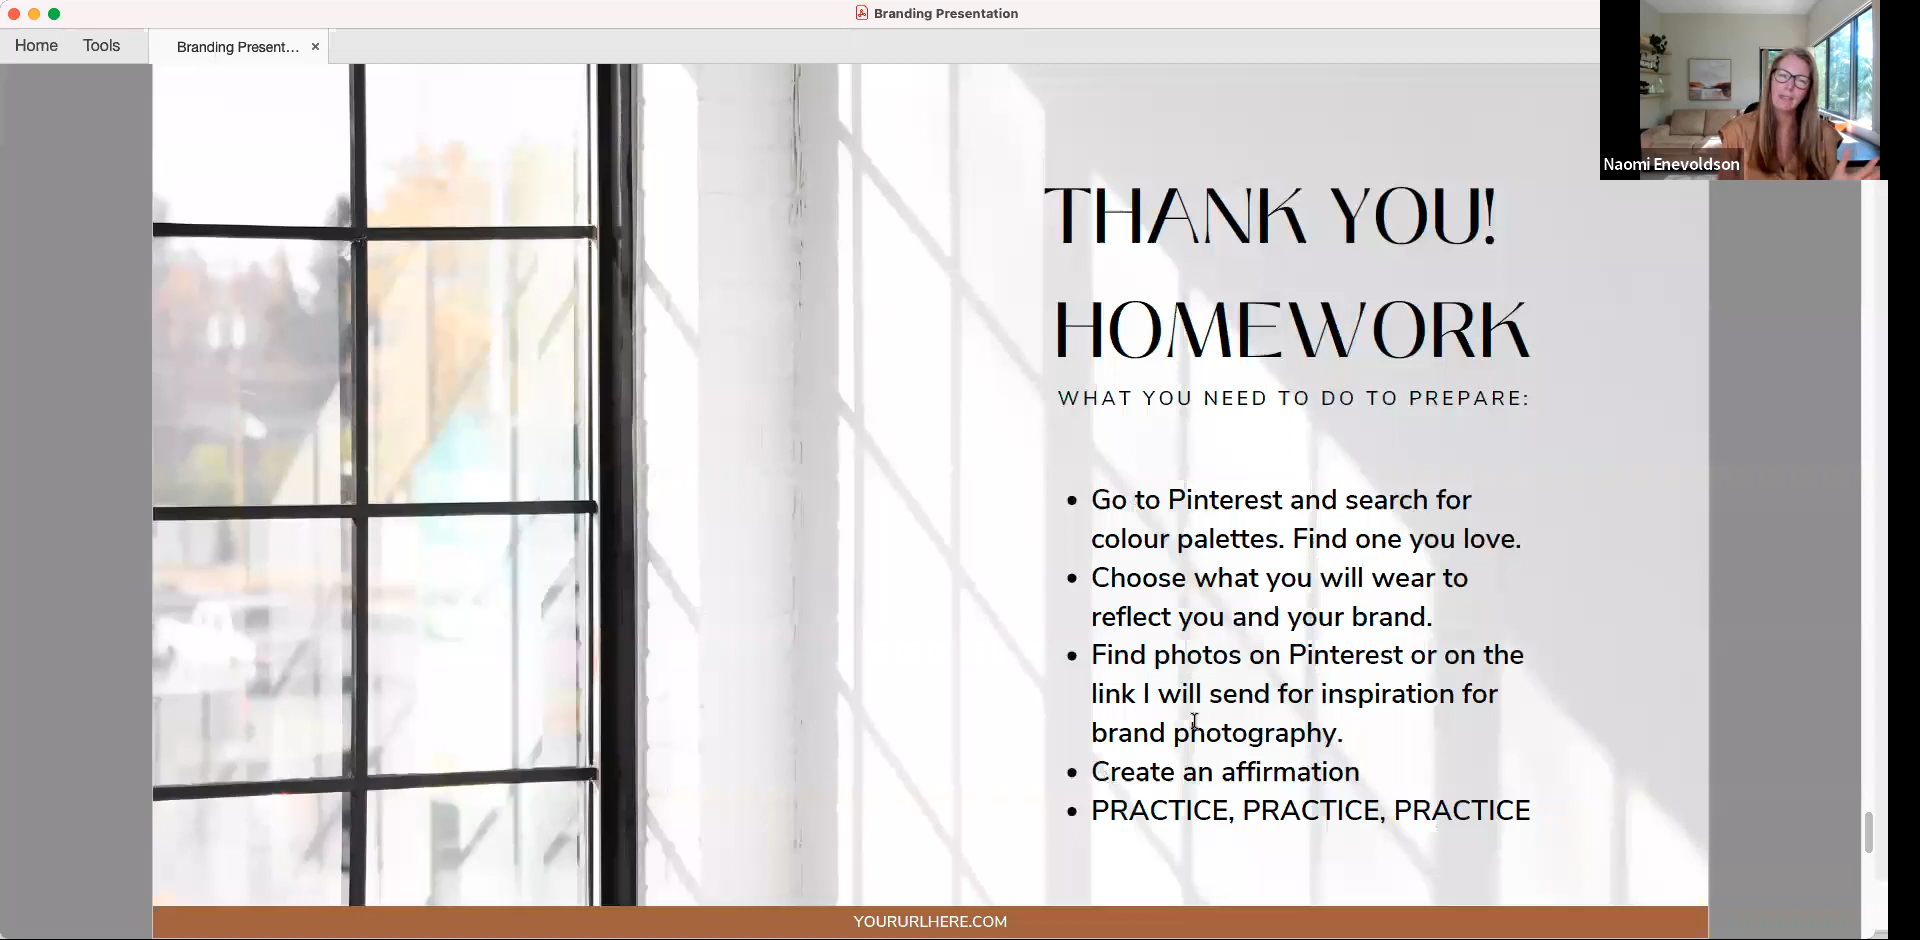 Branding Presentation
Home Tools Branding Present... ×
Naomi Enevoldson
THANK YOU!
HOMEWORK
WHAT YOU NEED TO DO TO PREPARE:
• Go to Pinterest and search for
colour palettes. Find one you love.
• Choose what you will wear to
reflect you and your brand.
• Find photos on Pinterest or on the
link I will send for inspiration for
brand photography.
• Create an affirmation
• PRACTICE, PRACTICE, PRACTICE
YOURURLHERE.COM